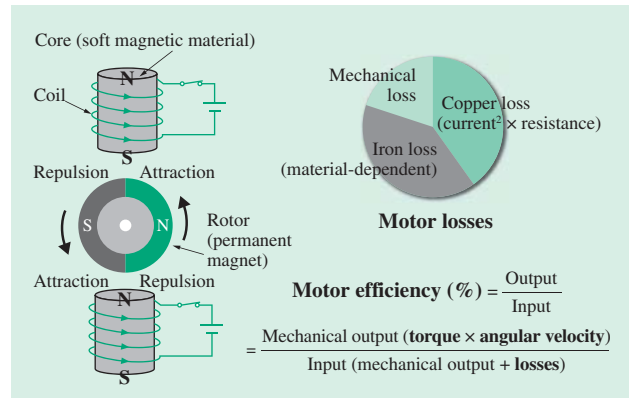 Core (soft magnetic material)
N
Coil
S
Repulsion Attraction
S N
Rotor
(permanent
magnet)
Attraction Repulsion
N
S
Mechanical
loss
Copper loss
(current² × resistance)
Iron loss
(material-dependent)
Motor losses
Motor efficiency (%) = Output
Input
= Mechanical output (torque × angular velocity)
Input (mechanical output + losses)